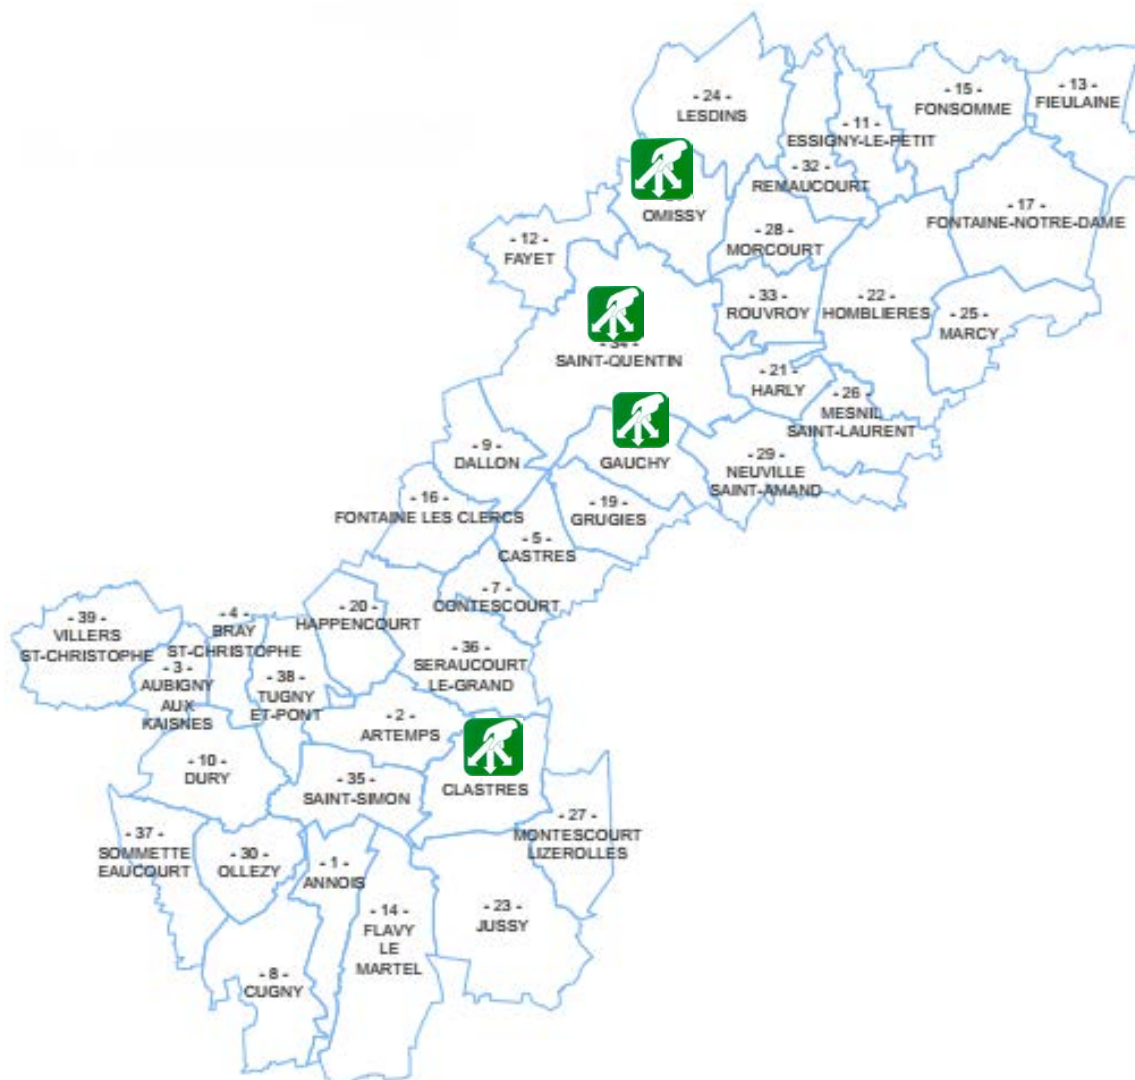 - 24 -
LESDINS
- 15 -
FONSOMME
- 13 -
FIEULAINE
- 11 -
ESSIGNY-LE-PETIT
- 32 -
REMAUCOURT
OMISSY
- 17 -
FONTAINE-NOTRE-DAME
- 28 -
MORCOURT
- 12 -
FAYET
- 33 -
ROUVROY
- 22 -
HOMBLIERES
- 25 -
MARCY
- 34 -
SAINT-QUENTIN
- 21 -
HARLY
- 26 -
MESNIL
SAINT-LAURENT
- 9 -
DALLON
GAUCHY
- 29 -
NEUVILLE
SAINT-AMAND
- 16 -
FONTAINE LES CLERCS
- 19 -
GRUGIES
- 5 -
CASTRES
- 7 -
CONTESCOURT
- 20 -
HAPPENCOURT
- 39 -
VILLERS
ST-CHRISTOPHE
- 4 -
BRAY
ST-CHRISTOPHE
- 3 -
AUBIGNY
AUX
KAISNES
- 38 -
TUGNY
ET-PONT
- 36 -
SERAUCOURT
LE-GRAND
- 2 -
ARTEMPS
- 10 -
DURY
- 35 -
SAINT-SIMON
CLASTRES
- 27 -
MONTESCOURT
LIZEROLLES
- 37 -
SOMMETTE
EAUCOURT
- 30 -
OLLEZY
- 1 -
ANNOIS
- 14 -
FLAVY
LE
MARTEL
- 23 -
JUSSY
- 8 -
CUGNY